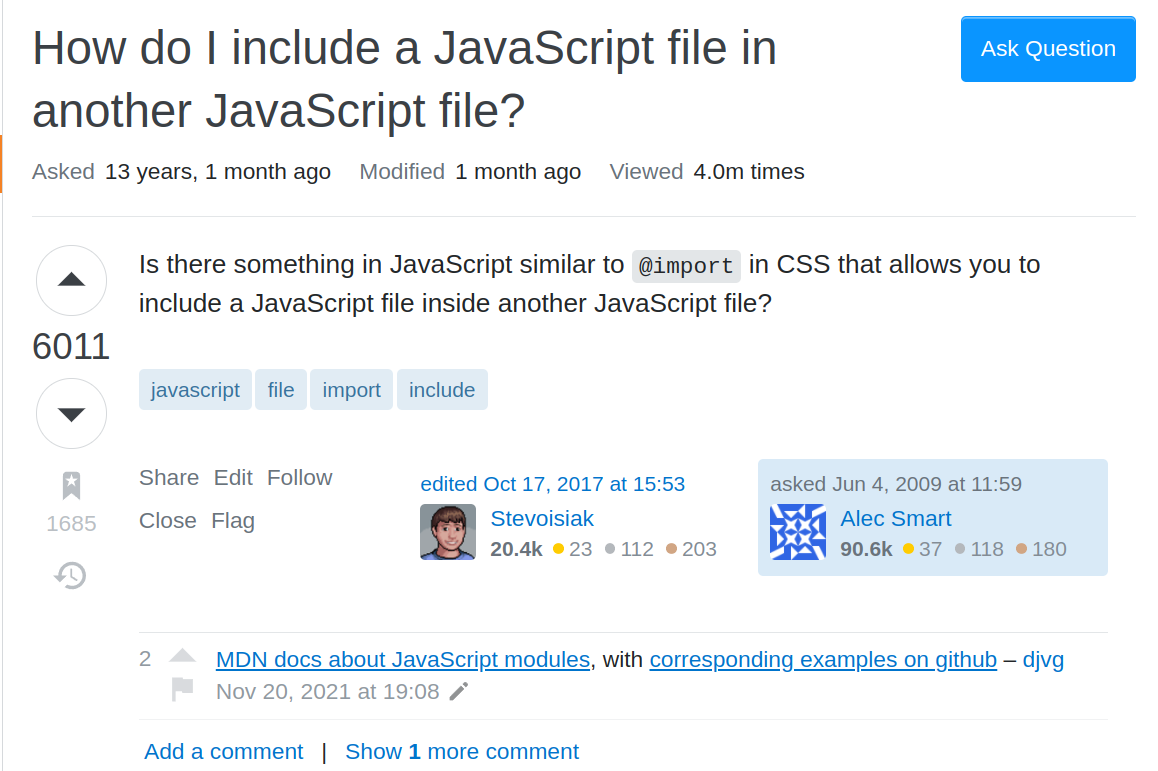 How do I include a JavaScript file in
another JavaScript file?
Ask Question
Asked 13 years, 1 month ago Modified 1 month ago Viewed 4.0m times
6011
Is there something in JavaScript similar to @import in CSS that allows you to
include a JavaScript file inside another JavaScript file?
javascript file import include
1685
Share Edit Follow
Close Flag
edited Oct 17, 2017 at 15:53
Stevoisiak
20.4k 23 112 203
asked Jun 4, 2009 at 11:59
Alec Smart
90.6k 37 118 180
2
MDN docs about JavaScript modules, with corresponding examples on github – djvg
Nov 20, 2021 at 19:08
Add a comment | Show 1 more comment